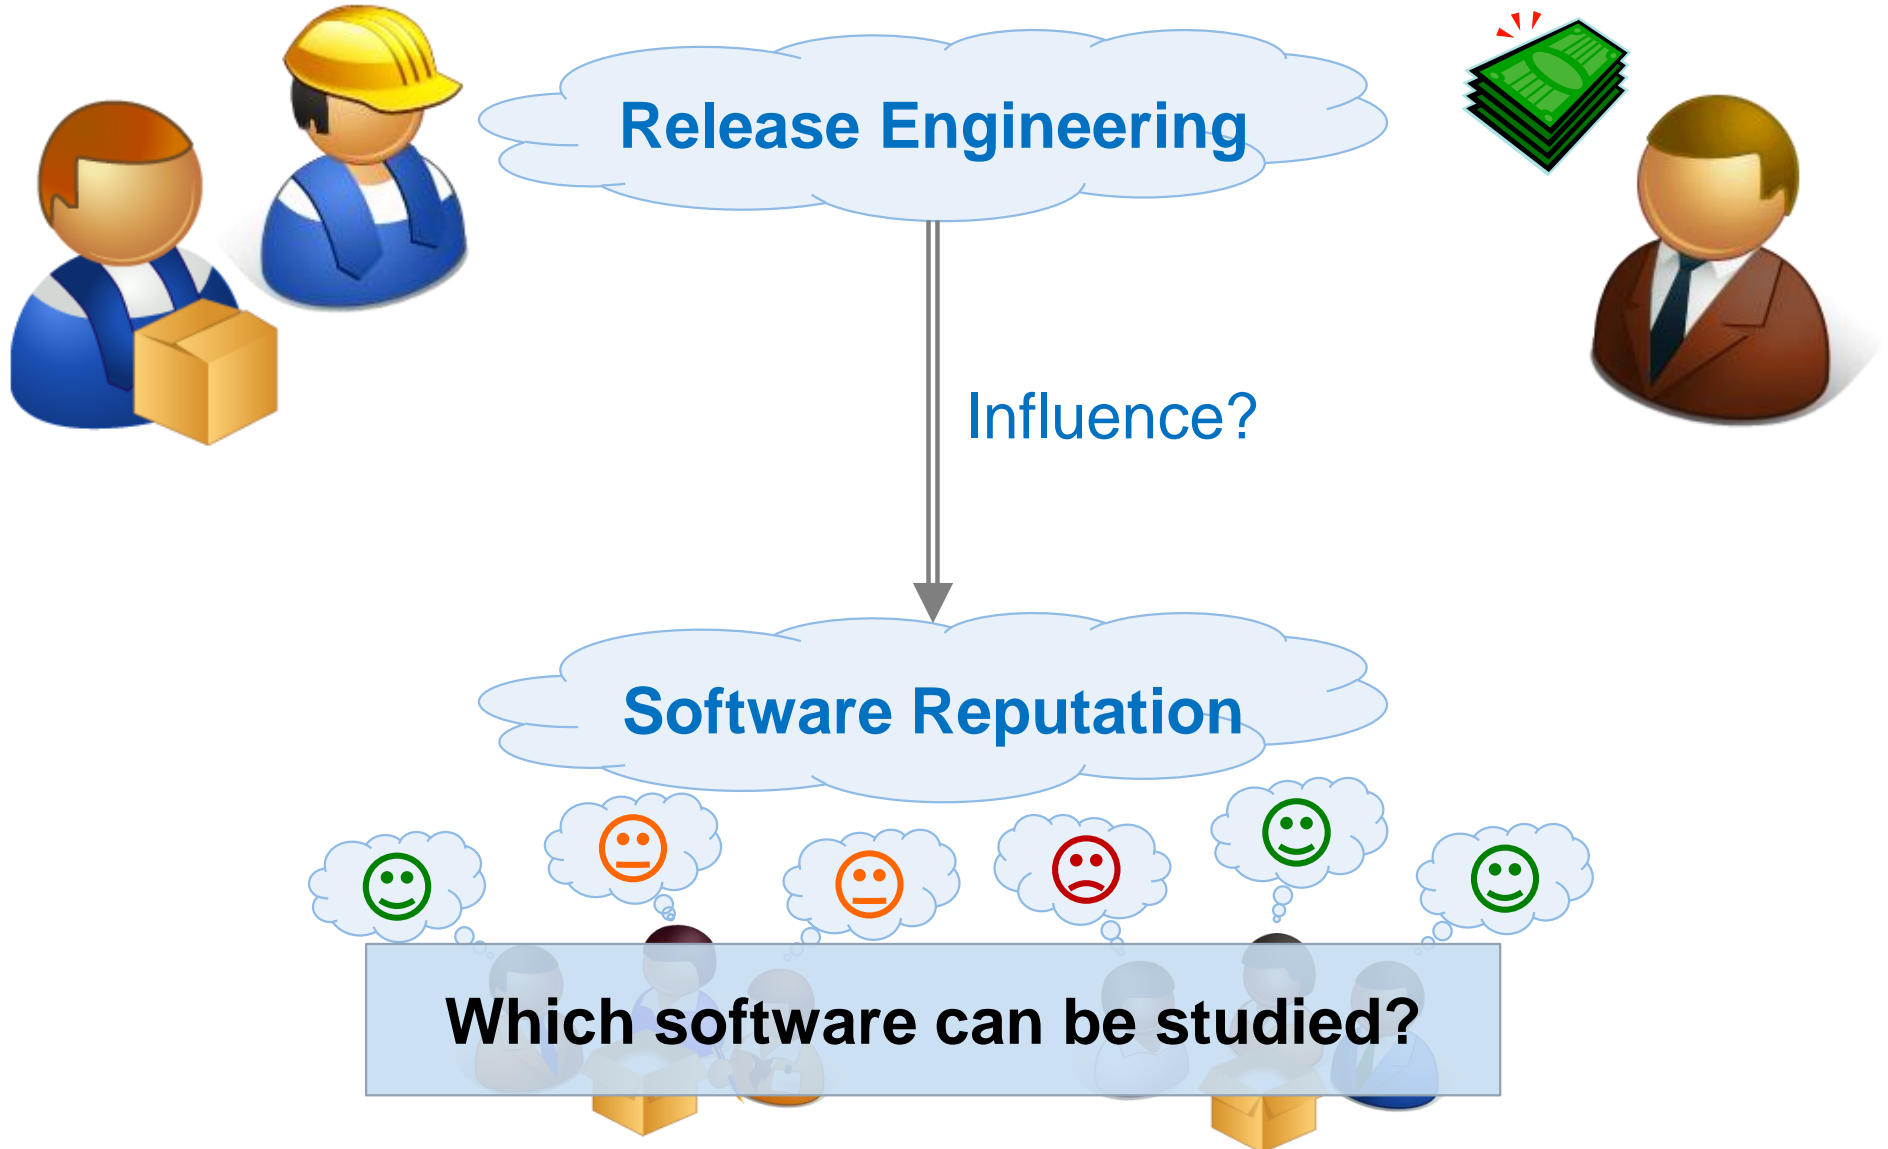 Release Engineering
Influence?
Software Reputation
Which software can be studied?